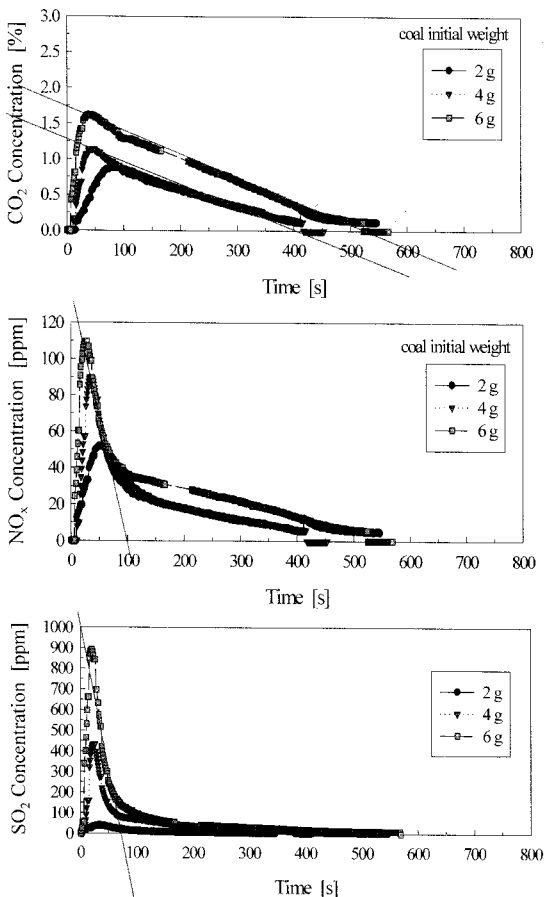 CO₂ Concentration [%]
3.0
2.5
2.0
1.5
1.0
0.5
0.0
coal initial weight
2 g
4 g
6 g
0 100 200 300 400 500 600 700 800
Time [s]
NOₓ Concentration [ppm]
120
100
80
60
40
20
0
coal initial weight
2 g
4 g
6 g
0 100 200 300 400 500 600 700 800
Time [s]
SO₂ Concentration [ppm]
1000
900
800
700
600
500
400
300
200
100
0
2 g
4 g
6 g
0 100 200 300 400 500 600 700 800
Time [s]